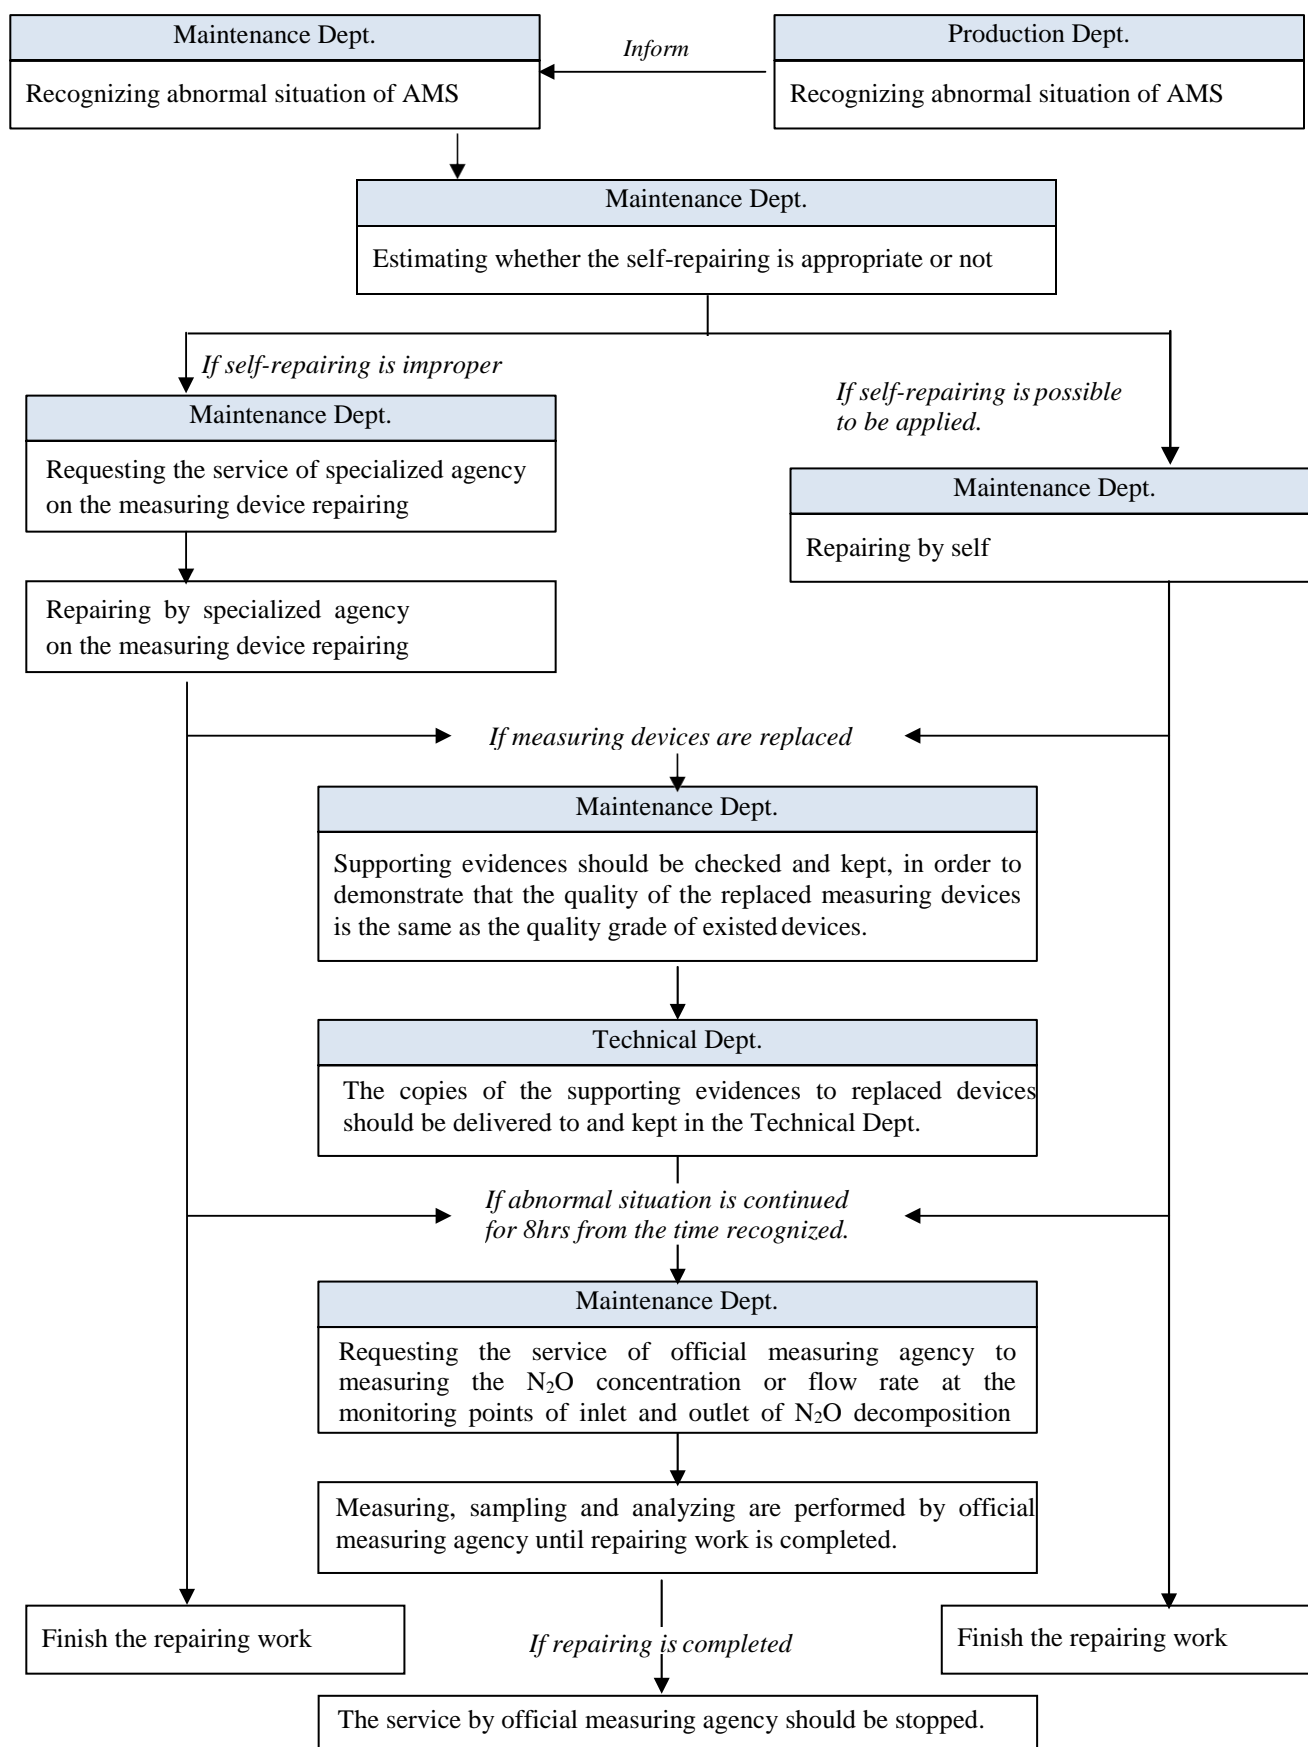 Maintenance Dept.
Recognizing abnormal situation of AMS
Inform
Production Dept.
Recognizing abnormal situation of AMS
Maintenance Dept.
Estimating whether the self-repairing is appropriate or not
If self-repairing is improper
If self-repairing is possible
to be applied.
Maintenance Dept.
Requesting the service of specialized agency
on the measuring device repairing
Maintenance Dept.
Repairing by self
Repairing by specialized agency
on the measuring device repairing
If measuring devices are replaced
Maintenance Dept.
Supporting evidences should be checked and kept, in order to
demonstrate that the quality of the replaced measuring devices
is the same as the quality grade of existed devices.
Technical Dept.
The copies of the supporting evidences to replaced devices
should be delivered to and kept in the Technical Dept.
If abnormal situation is continued
for 8hrs from the time recognized.
Maintenance Dept.
Requesting the service of official measuring agency to
measuring the N₂O concentration or flow rate at the
monitoring points of inlet and outlet of N₂O decomposition
Measuring, sampling and analyzing are performed by official
measuring agency until repairing work is completed.
Finish the repairing work
If repairing is completed
Finish the repairing work
The service by official measuring agency should be stopped.